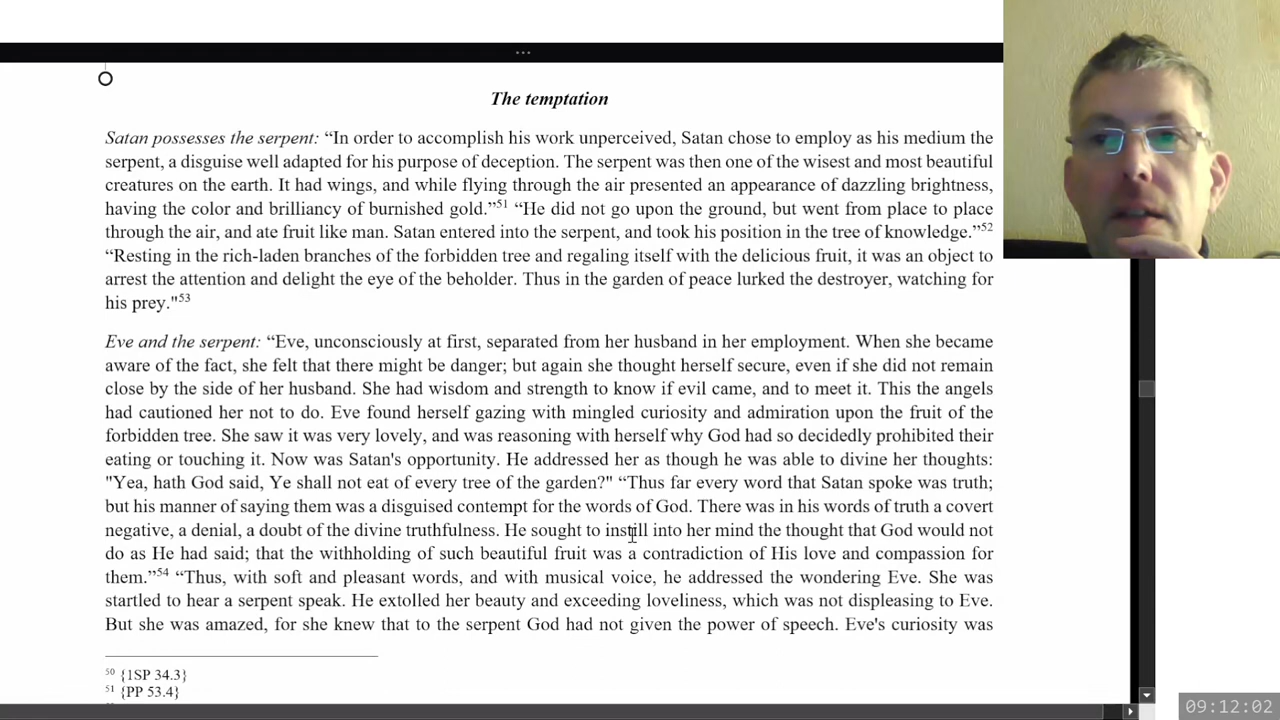 The temptation
Satan possesses the serpent: “In order to accomplish his work unperceived, Satan chose to employ as his medium the
serpent, a disguise well adapted for his purpose of deception. The serpent was then one of the wisest and most beautiful
creatures on the earth. It had wings, and while flying through the air presented an appearance of dazzling brightness,
having the color and brilliancy of burnished gold.”51 “He did not go upon the ground, but went from place to place
through the air, and ate fruit like man. Satan entered into the serpent, and took his position in the tree of knowledge.”52
“Resting in the rich-laden branches of the forbidden tree and regaling itself with the delicious fruit, it was an object to
arrest the attention and delight the eye of the beholder. Thus in the garden of peace lurked the destroyer, watching for
his prey."53
Eve and the serpent: “Eve, unconsciously at first, separated from her husband in her employment. When she became
aware of the fact, she felt that there might be danger; but again she thought herself secure, even if she did not remain
close by the side of her husband. She had wisdom and strength to know if evil came, and to meet it. This the angels
had cautioned her not to do. Eve found herself gazing with mingled curiosity and admiration upon the fruit of the
forbidden tree. She saw it was very lovely, and was reasoning with herself why God had so decidedly prohibited their
eating or touching it. Now was Satan's opportunity. He addressed her as though he was able to divine her thoughts:
"Yea, hath God said, Ye shall not eat of every tree of the garden?" “Thus far every word that Satan spoke was truth;
but his manner of saying them was a disguised contempt for the words of God. There was in his words of truth a covert
negative, a denial, a doubt of the divine truthfulness. He sought to instill into her mind the thought that God would not
do as He had said; that the withholding of such beautiful fruit was a contradiction of His love and compassion for
them.”54 “Thus, with soft and pleasant words, and with musical voice, he addressed the wondering Eve. She was
startled to hear a serpent speak. He extolled her beauty and exceeding loveliness, which was not displeasing to Eve.
But she was amazed, for she knew that to the serpent God had not given the power of speech. Eve's curiosity was
50 {1SP 34.3}
51 {PP 53.4}
09:12:02